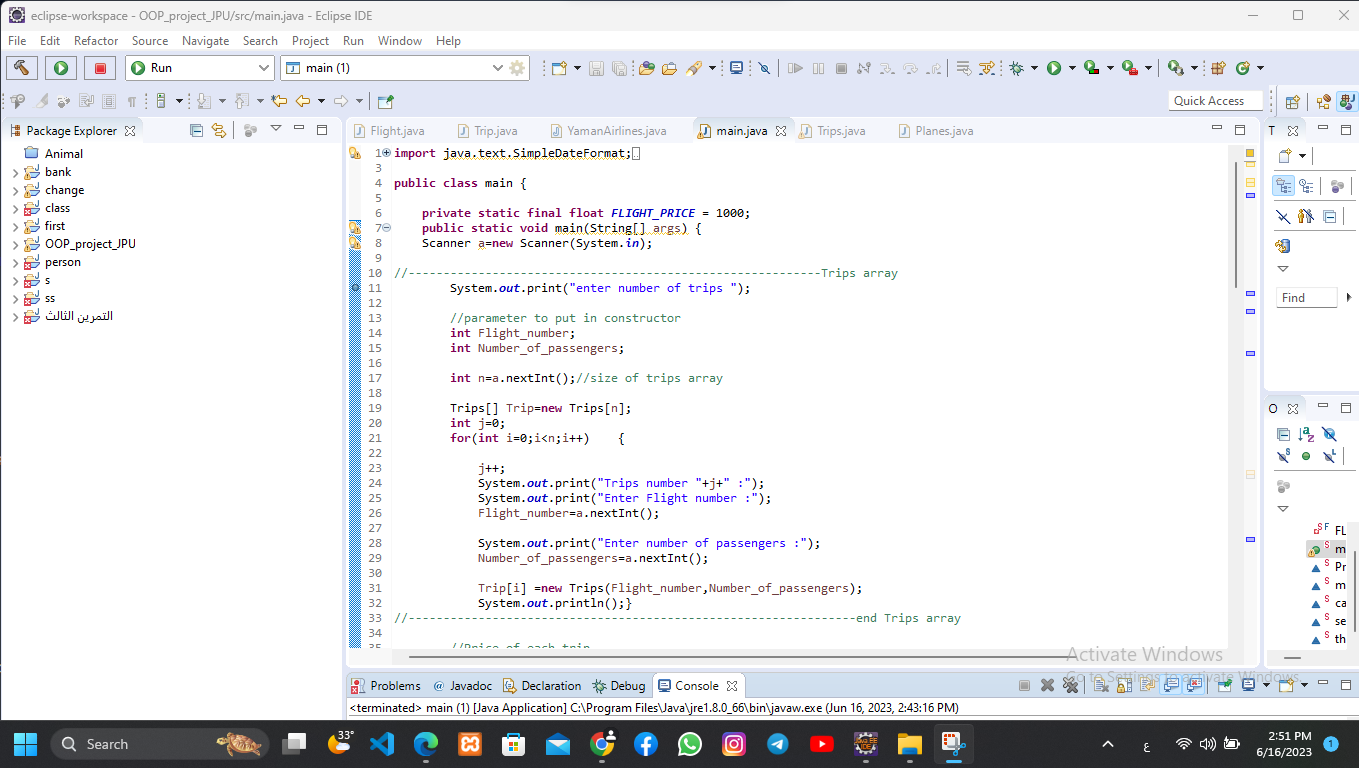 eclipse-workspace - OOP_project_JPU/src/main.java - Eclipse IDE
File Edit Refactor Source Navigate Search Project Run Window Help
Run main (1)
Quick Access
Package Explorer
Animal
bank
change
class
first
OOP_project_JPU
person
s
ss
التمرين الثالث
Flight.java Trip.java YamanAirlines.java main.java Trips.java Planes.java
1 import java.text.SimpleDateFormat;
3
4 public class main {
5
6 private static final float FLIGHT_PRICE = 1000;
7 public static void main(String[] args) {
8 Scanner a=new Scanner(System.in);
9
10 //-----------------------------------------------------------Trips array
11 System.out.print("enter number of trips ");
12
13 //parameter to put in constructor
14 int Flight_number;
15 int Number_of_passengers;
16
17 int n=a.nextInt();//size of trips array
18
19 Trips[] Trip=new Trips[n];
20 int j=0;
21 for(int i=0;i<n;i++) {
22
23 j++;
24 System.out.print("Trips number "+j+" :");
25 System.out.print("Enter Flight number :");
26 Flight_number=a.nextInt();
27
28 System.out.print("Enter number of passengers :");
29 Number_of_passengers=a.nextInt();
30
31 Trip[i] =new Trips(Flight_number,Number_of_passengers);
32 System.out.println();}
33 //----------------------------------------------------------------end Trips array
34
35 //Price of each trip
T
Find
O
FL
m
Pr
m
ca
se
th
Activate Windows
Go to Settings to activate Windows.
Problems @ Javadoc Declaration Debug Console
<terminated> main (1) [Java Application] C:\Program Files\Java\jre1.8.0_66\bin\javaw.exe (Jun 16, 2023, 2:43:16 PM)
Search
33°
ع
2:51 PM
6/16/2023
1